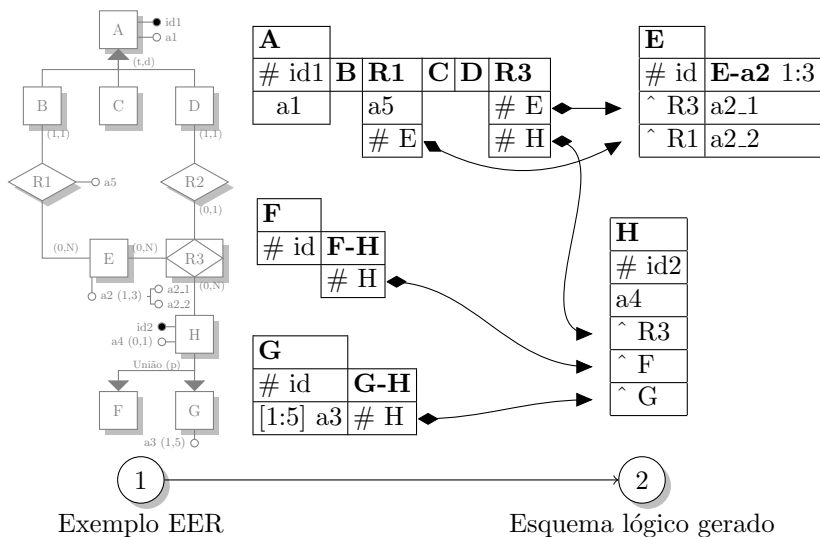 A
id1
a1
(t,d)
B
C
D
(1,1)
(1,1)
R1
a5
R2
(0,N)
(0,N)
(0,1)
E
R3
(0,N)
a2 (1,3)
a2_1
a2_2
id2
a4 (0,1)
H
União (p)
F
G
a3 (1,5)
A
# id1 B R1 C D R3
a1 a5 # E
# E # H
E
# id E-a2 1:3
ˆ R3 a2_1
ˆ R1 a2_2
F
# id F-H
# H
G
# id G-H
[1:5] a3 # H
H
# id2
a4
ˆ R3
ˆ F
ˆ G
1
2
Exemplo EER
Esquema lógico gerado